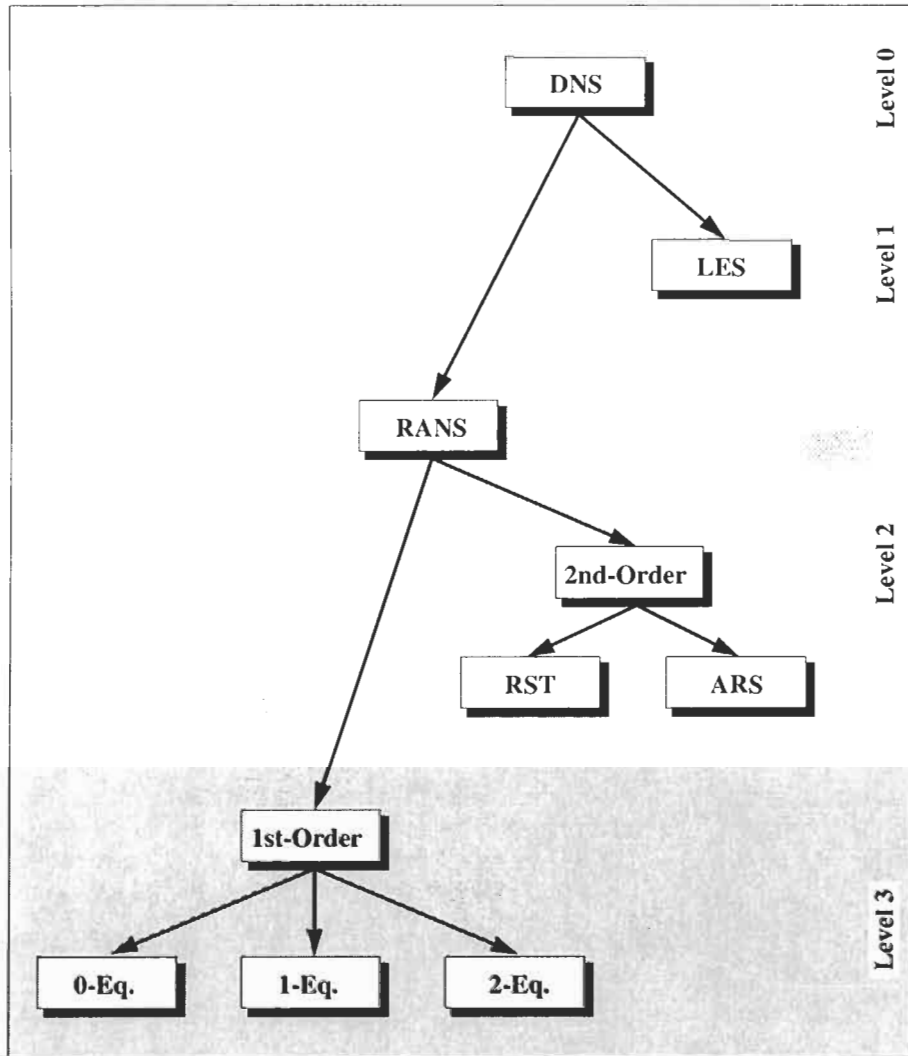 DNS
Level 0
LES
Level 1
RANS
2nd-Order
Level 2
RST
ARS
1st-Order
Level 3
0-Eq.
1-Eq.
2-Eq.